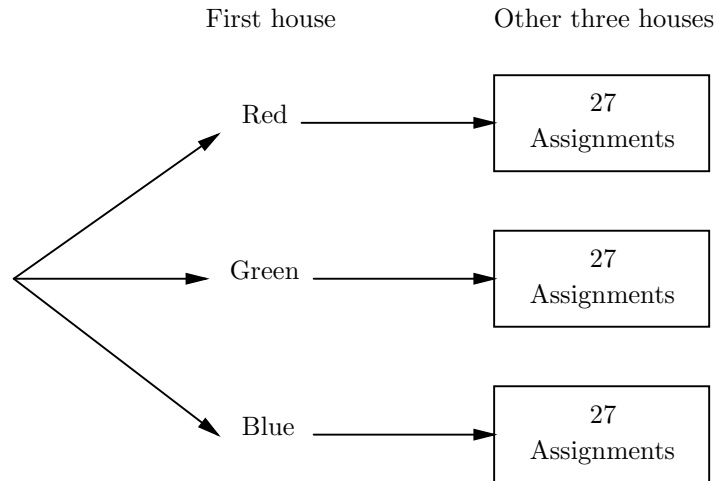 First house
Other three houses
Red
27
Assignments
Green
27
Assignments
Blue
27
Assignments